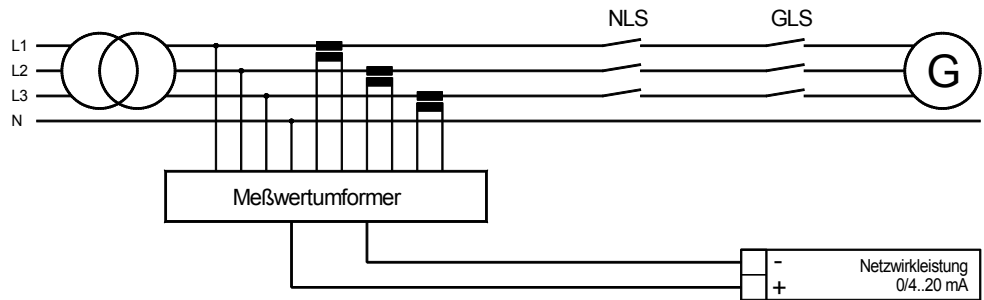 NLS GLS
L1
L2
L3
N
G
Meßwertumformer
- Netzwirkleistung
+ 0/4..20 mA